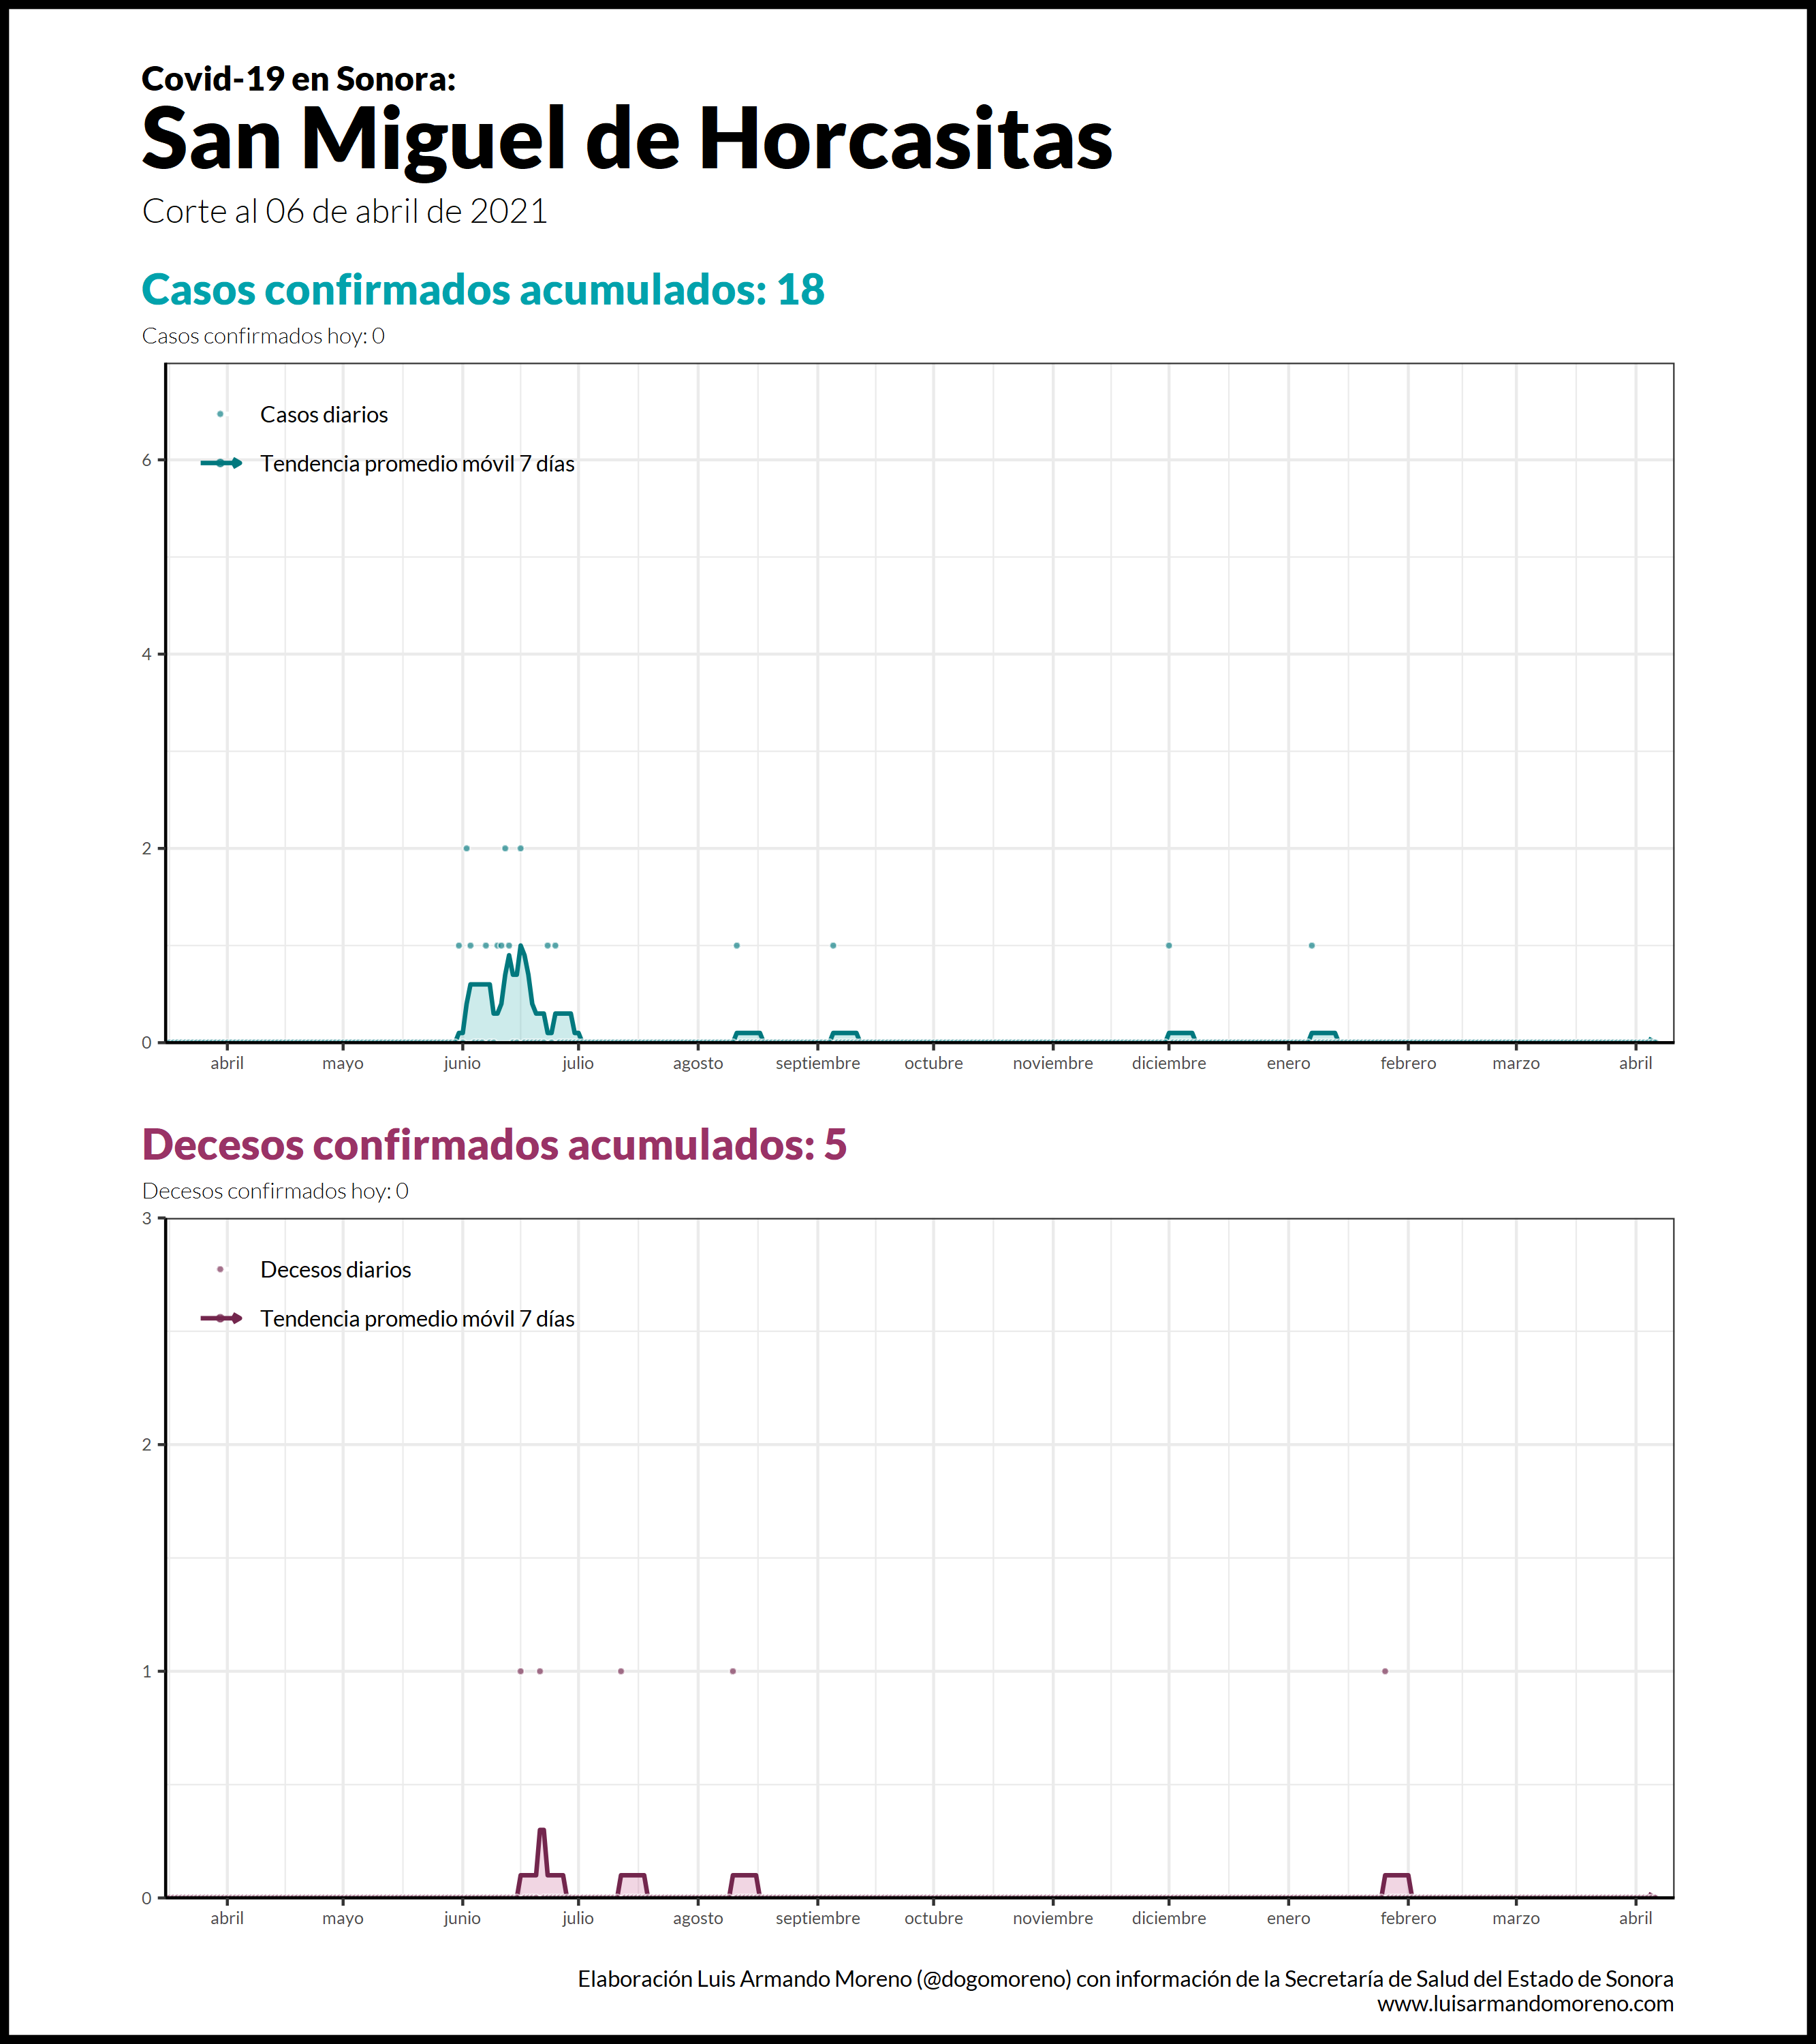 Covid-19 en Sonora:
San Miguel de Horcasitas
Corte al 06 de abril de 2021
Casos confirmados acumulados: 18
Casos confirmados hoy: 0
Casos diarios
Tendencia promedio móvil 7 días
6
4
2
0
abril mayo junio julio agosto septiembre octubre noviembre diciembre enero febrero marzo abril
Decesos confirmados acumulados: 5
Decesos confirmados hoy: 0
3
Decesos diarios
Tendencia promedio móvil 7 días
2
1
0
abril mayo junio julio agosto septiembre octubre noviembre diciembre enero febrero marzo abril
Elaboración Luis Armando Moreno (@dogomoreno) con información de la Secretaría de Salud del Estado de Sonora
www.luisarmandomoreno.com